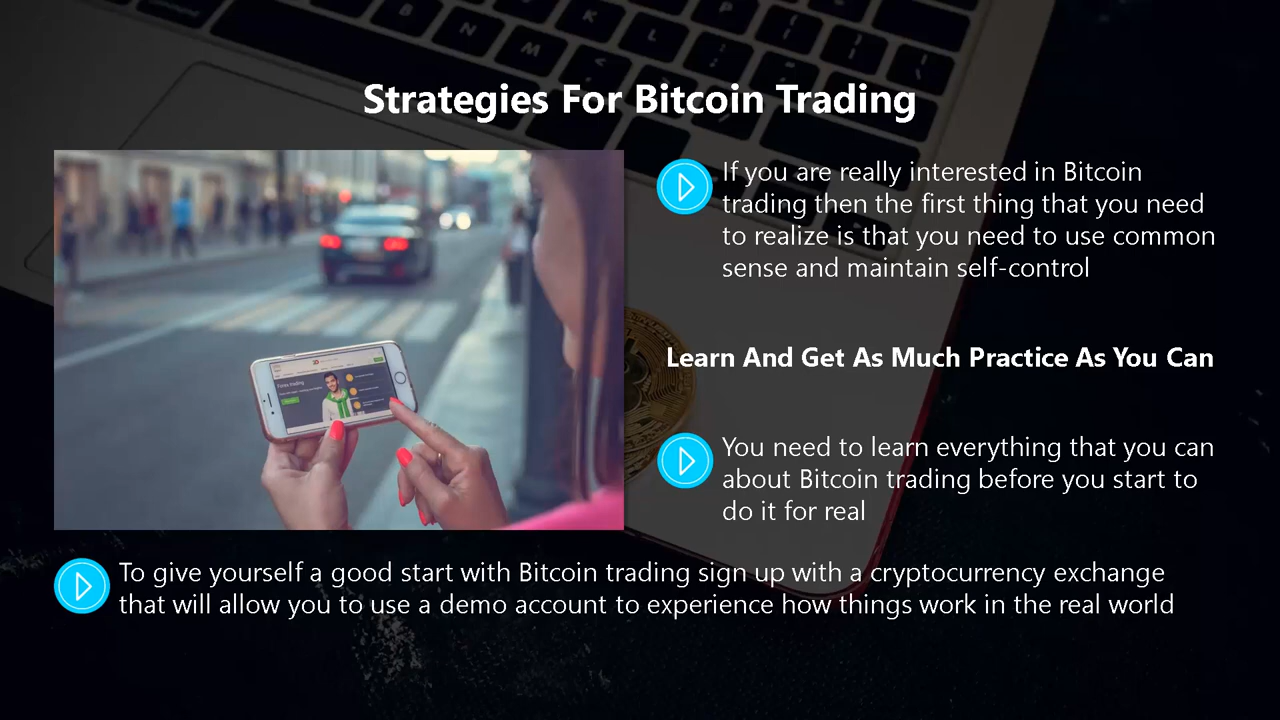 Strategies For Bitcoin Trading
If you are really interested in Bitcoin
trading then the first thing that you need
to realize is that you need to use common
sense and maintain self-control
Learn And Get As Much Practice As You Can
You need to learn everything that you can
about Bitcoin trading before you start to
do it for real
To give yourself a good start with Bitcoin trading sign up with a cryptocurrency exchange
that will allow you to use a demo account to experience how things work in the real world
Forex trading
B
N
M
K
L